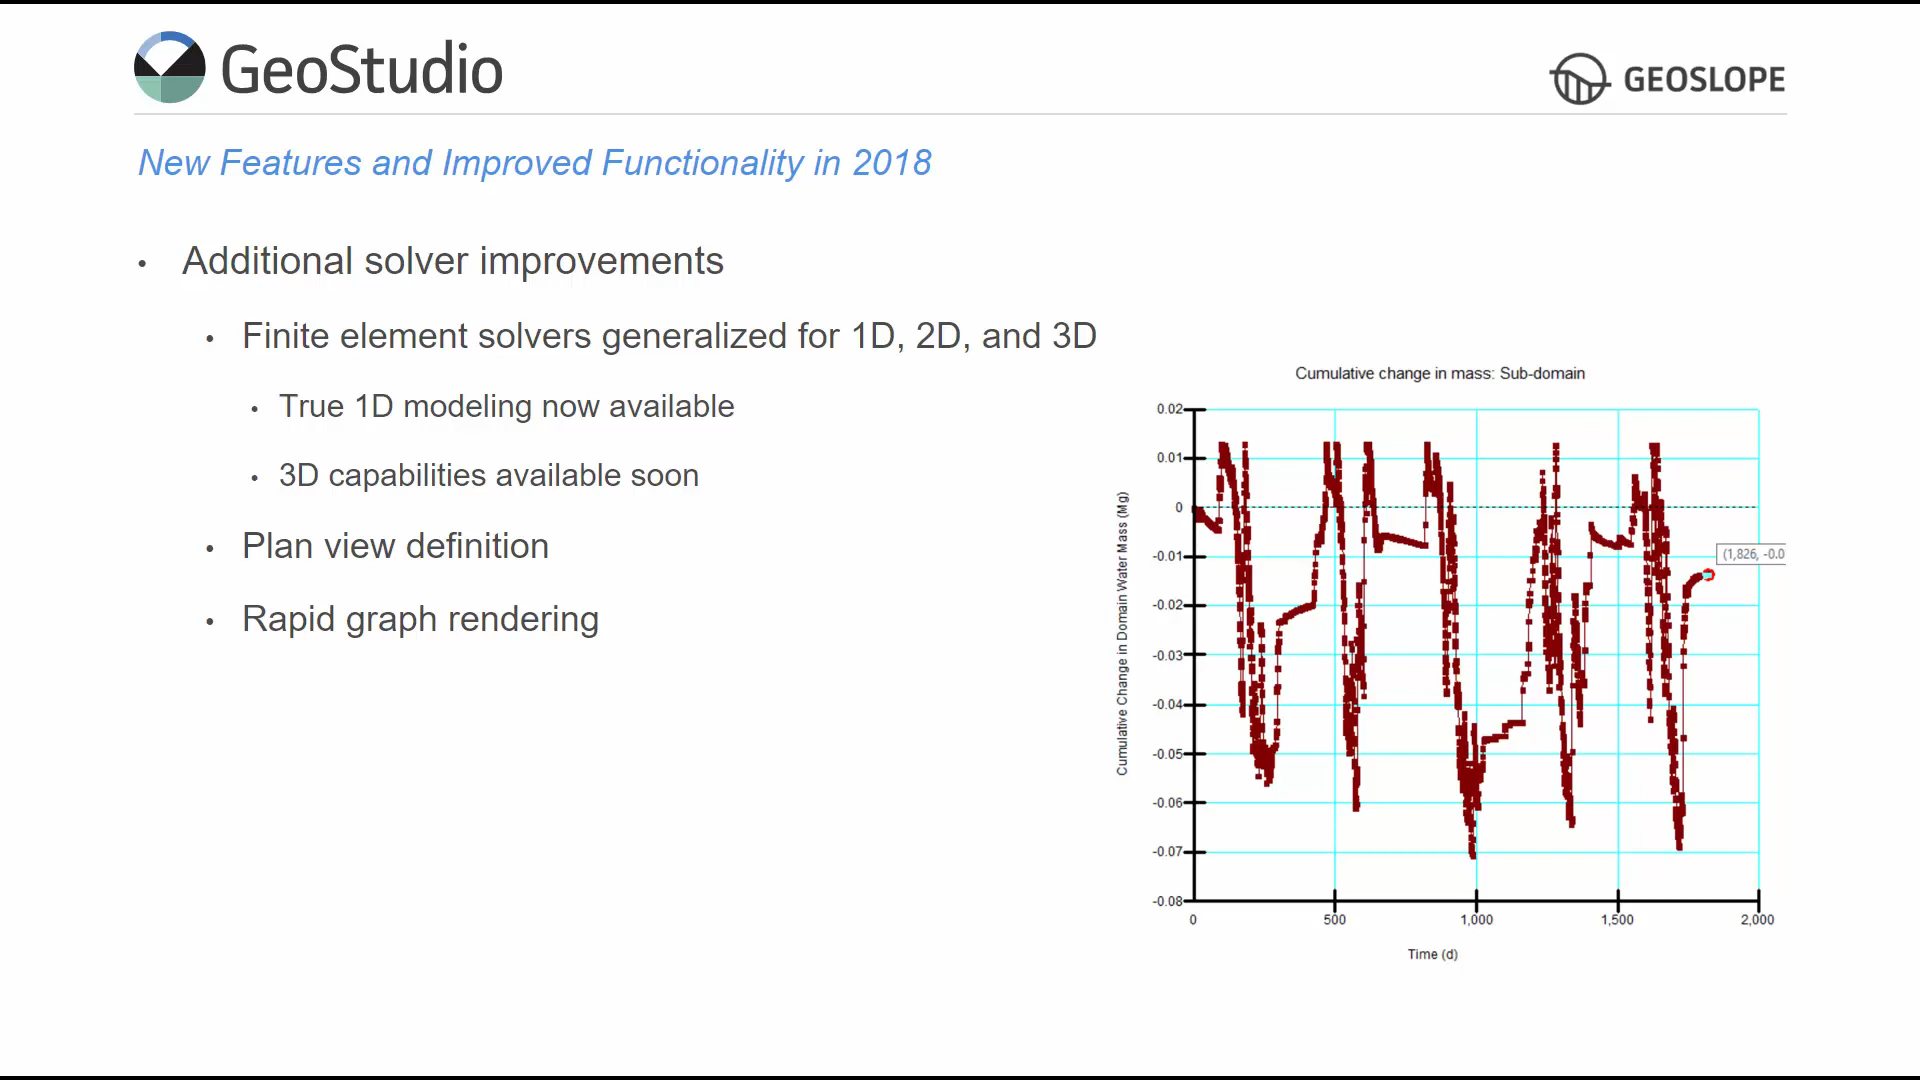 GeoStudio
GEOSLOPE
New Features and Improved Functionality in 2018
• Additional solver improvements
• Finite element solvers generalized for 1D, 2D, and 3D
• True 1D modeling now available
• 3D capabilities available soon
• Plan view definition
• Rapid graph rendering
Cumulative change in mass: Sub-domain
Cumulative Change in Domain Water Mass (Mg)
0.02
0.01
0
-0.01
-0.02
-0.03
-0.04
-0.05
-0.06
-0.07
-0.08
(1,826, -0.0
0 500 1,000 1,500 2,000
Time (d)